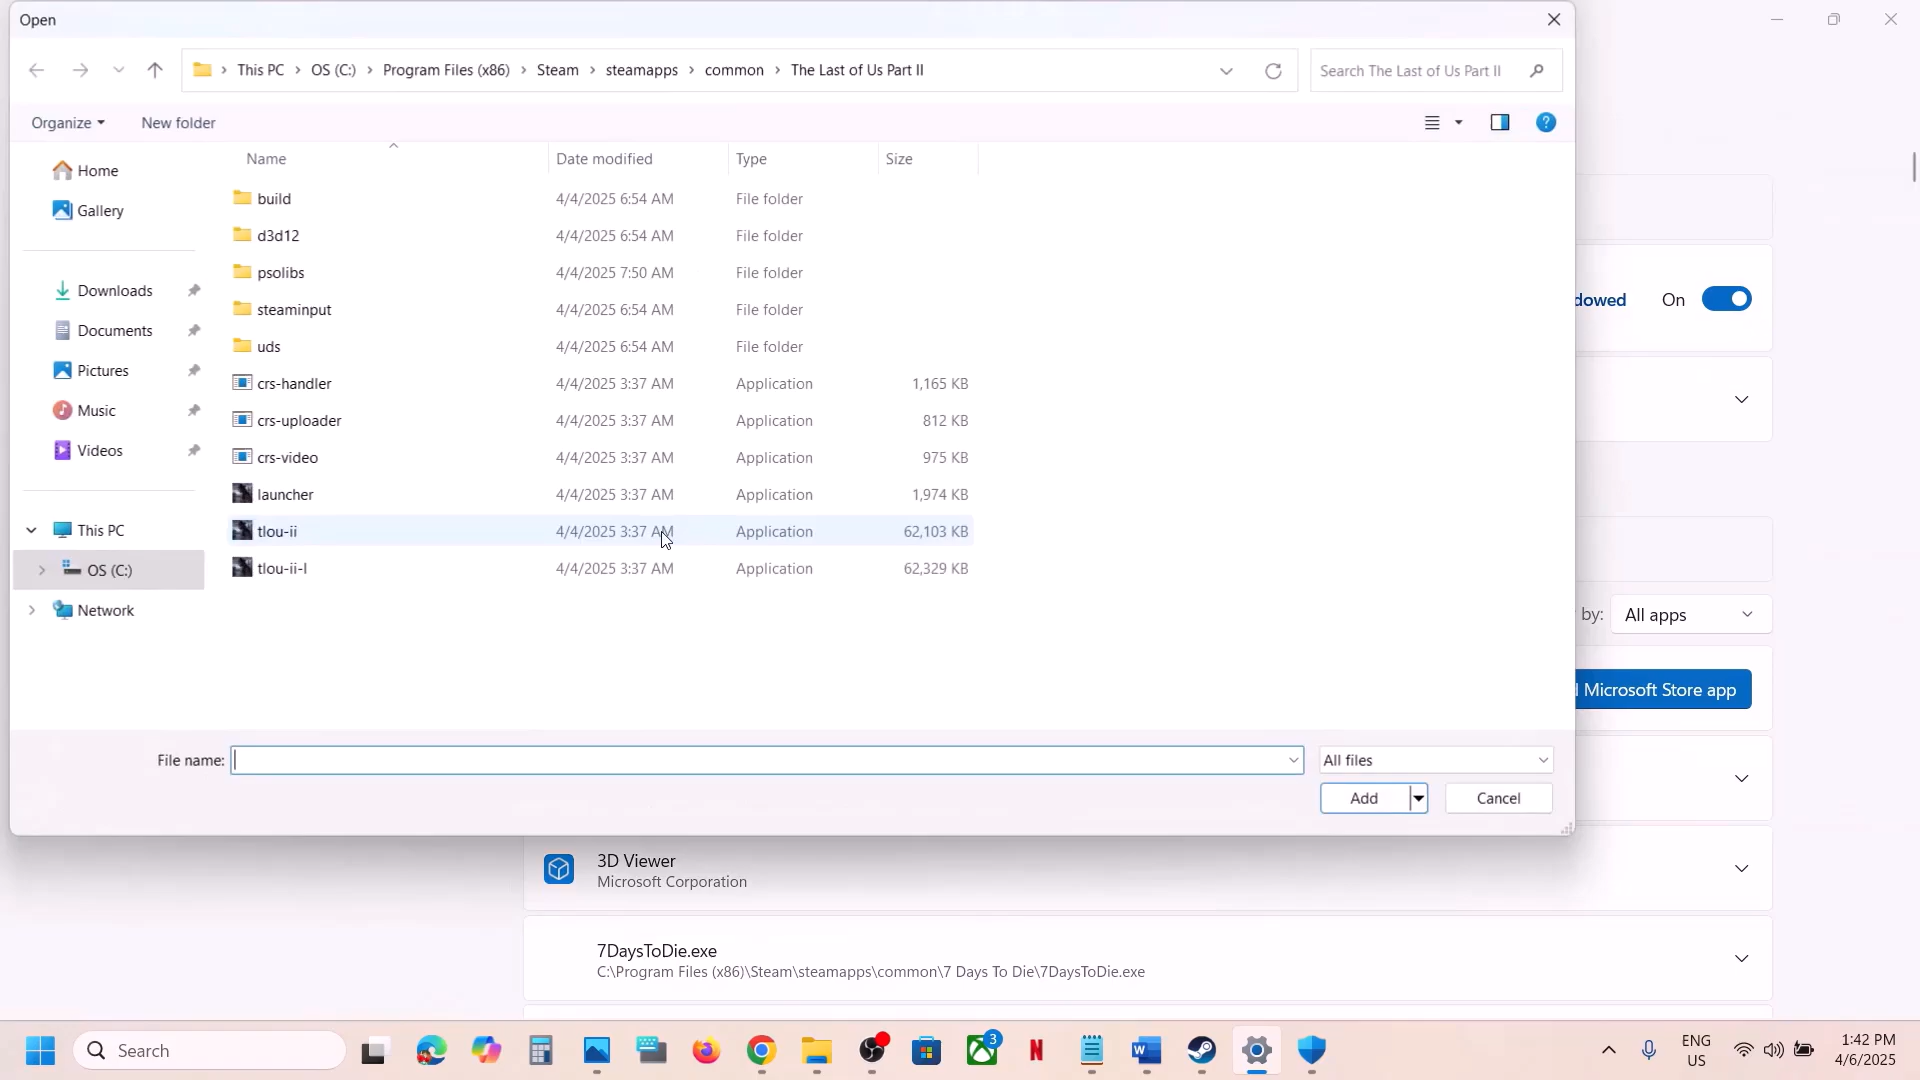 Open
This PC > OS (C:) > Program Files (x86) > Steam > steamapps > common > The Last of Us Part II
Search The Last of Us Part II
Organize
New folder
Name
Date modified
Type
Size
Home
Gallery
Downloads
Documents
Pictures
Music
Videos
This PC
OS (C:)
Network
build 4/4/2025 6:54 AM File folder
d3d12 4/4/2025 6:54 AM File folder
psolibs 4/4/2025 7:50 AM File folder
steaminput 4/4/2025 6:54 AM File folder
uds 4/4/2025 6:54 AM File folder
crs-handler 4/4/2025 3:37 AM Application 1,165 KB
crs-uploader 4/4/2025 3:37 AM Application 812 KB
crs-video 4/4/2025 3:37 AM Application 975 KB
launcher 4/4/2025 3:37 AM Application 1,974 KB
tlou-ii 4/4/2025 3:37 AM Application 62,103 KB
tlou-ii-l 4/4/2025 3:37 AM Application 62,329 KB
File name:
All files
Add
Cancel
dowed
On
by:
All apps
Microsoft Store app
3D Viewer
Microsoft Corporation
7DaysToDie.exe
C:\Program Files (x86)\Steam\steamapps\common\7 Days To Die\7DaysToDie.exe
Search
3
ENG
US
1:42 PM
4/6/2025